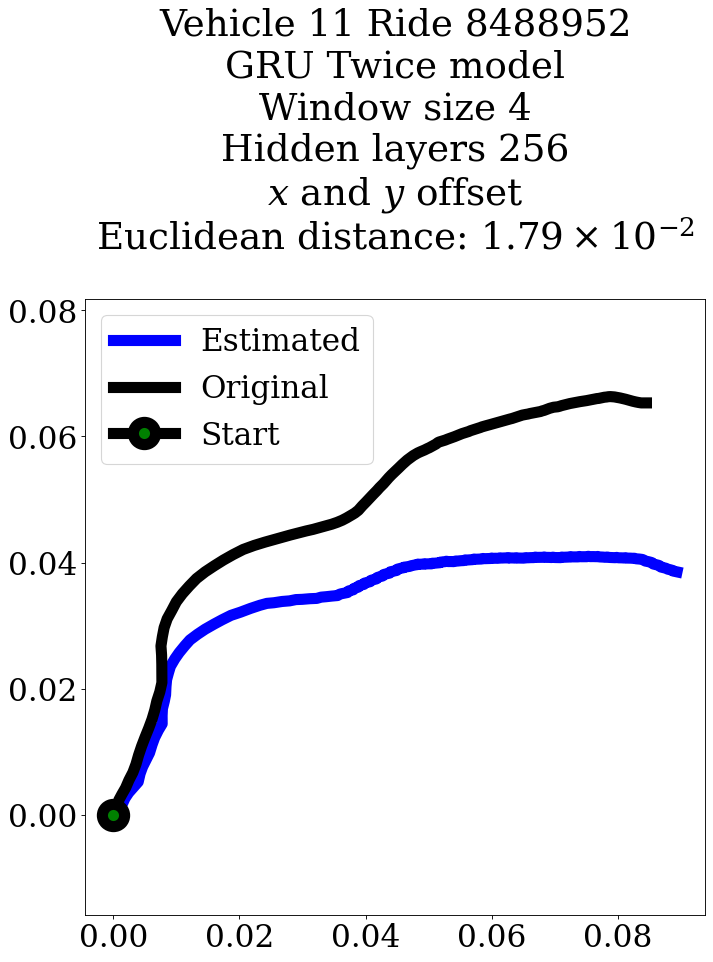 Vehicle 11 Ride 8488952
GRU Twice model
Window size 4
Hidden layers 256
x and y offset
Euclidean distance: 1.79 × 10⁻²
0.08
0.06
0.04
0.02
0.00
Estimated
Original
Start
0.00 0.02 0.04 0.06 0.08